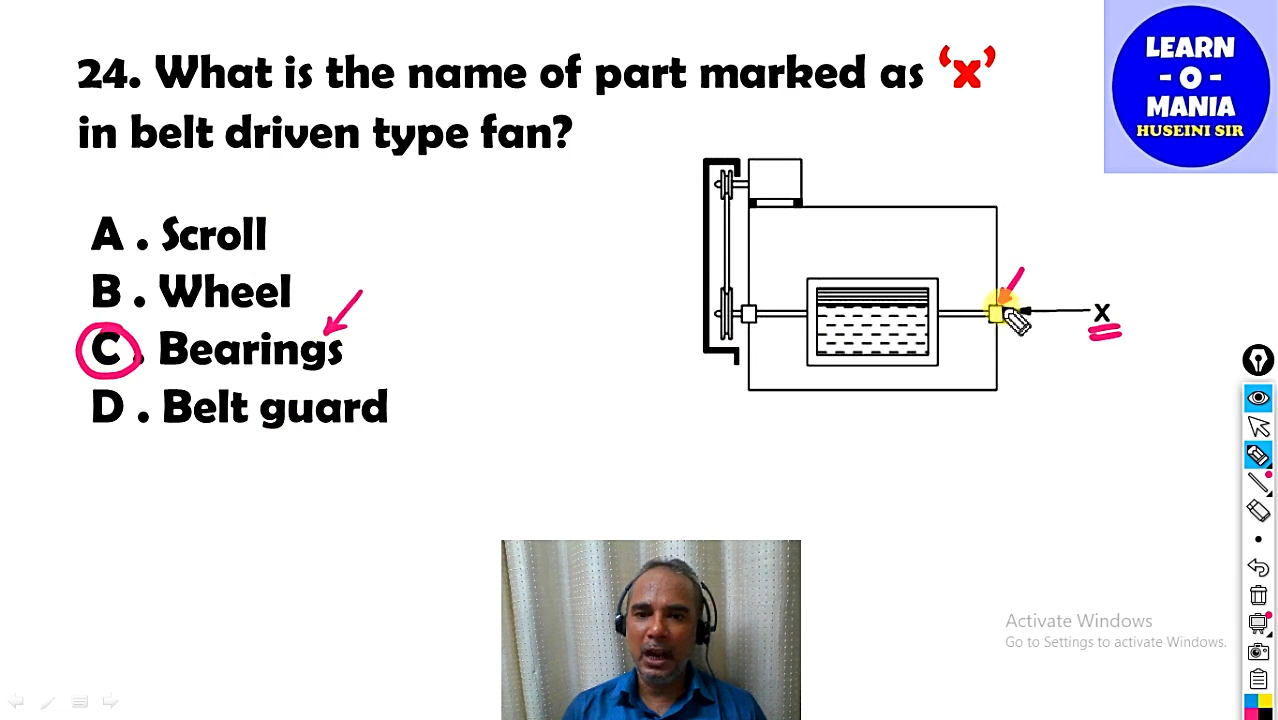 24. What is the name of part marked as ‘x’
in belt driven type fan?
A . Scroll
B . Wheel
C . Bearings
D . Belt guard
X
LEARN
- O -
MANIA
HUSEINI SIR
Activate Windows
Go to Settings to activate Windows.